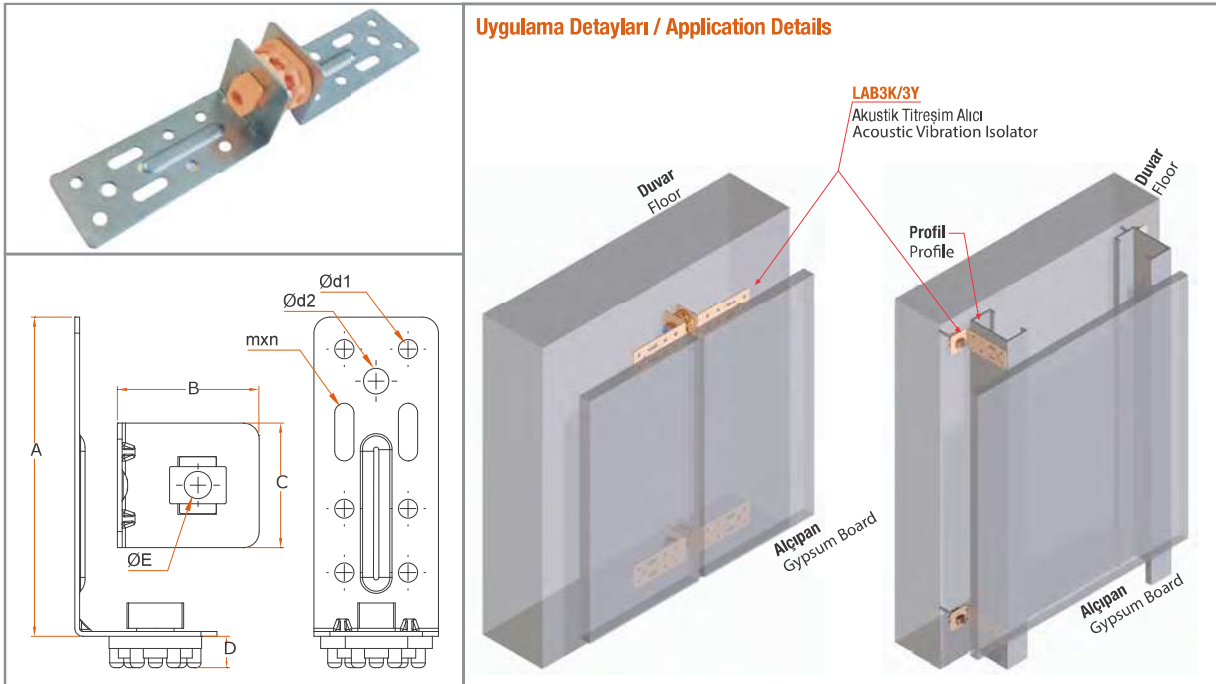 Uygulama Detayları / Application Details
LAB3K/3Y
Akustik Titreşim Alıcı
Acoustic Vibration Isolator
Duvar
Floor
Duvar
Floor
Profil
Profile
Alçıpan
Gypsum Board
Alçıpan
Gypsum Board
Ød1
Ød2
mxn
B
A
C
ØE
D